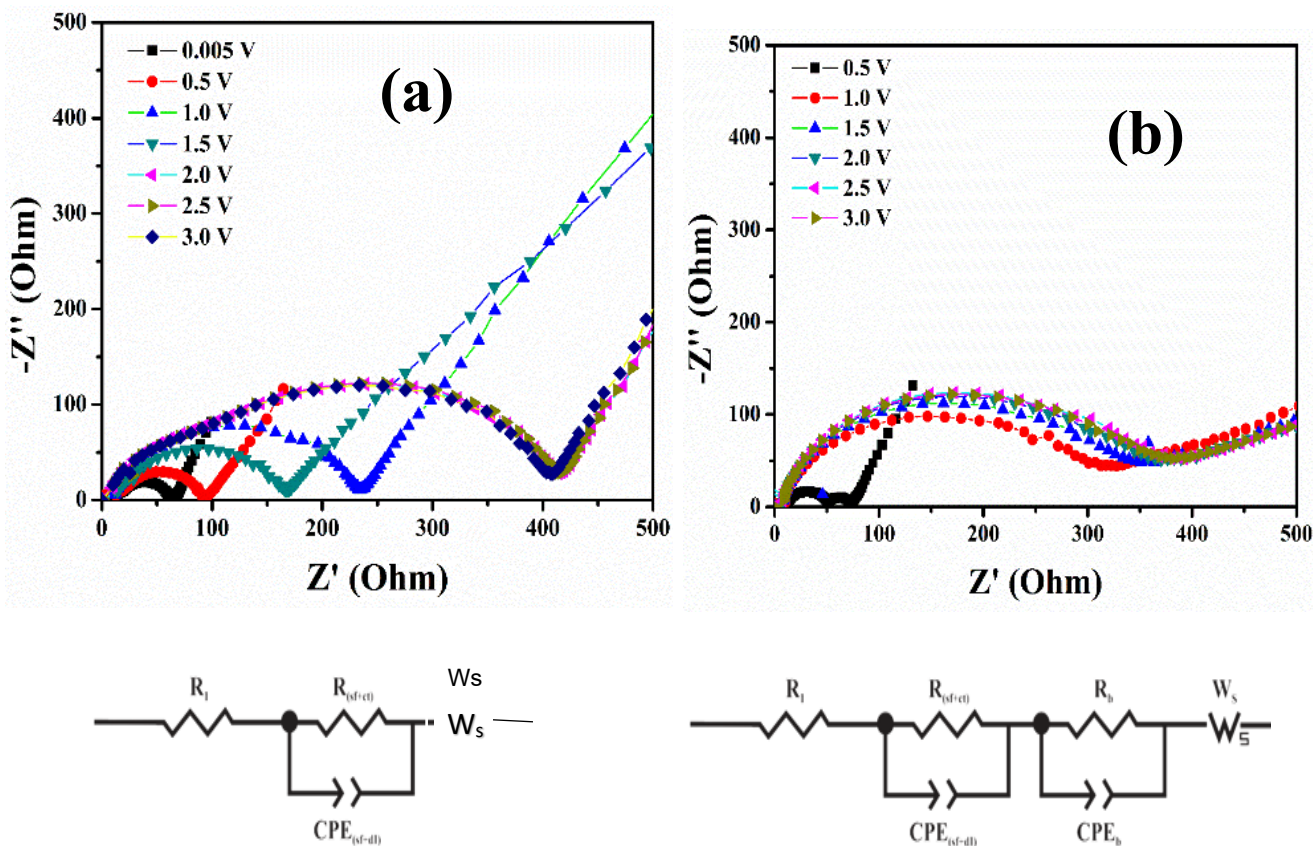 500
400
300
200
100
0
-Z'' (Ohm)
0.005 V
0.5 V
1.0 V
1.5 V
2.0 V
2.5 V
3.0 V
(a)
0 100 200 300 400 500
Z' (Ohm)
500
400
300
200
100
0
-Z'' (Ohm)
0.5 V
1.0 V
1.5 V
2.0 V
2.5 V
3.0 V
(b)
0 100 200 300 400 500
Z' (Ohm)
R1 R(sf+ct) Ws
Ws
CPE(sf-dl)
R1 R(sf+ct) Rb Ws
W5
CPE(sf-dl) CPEb